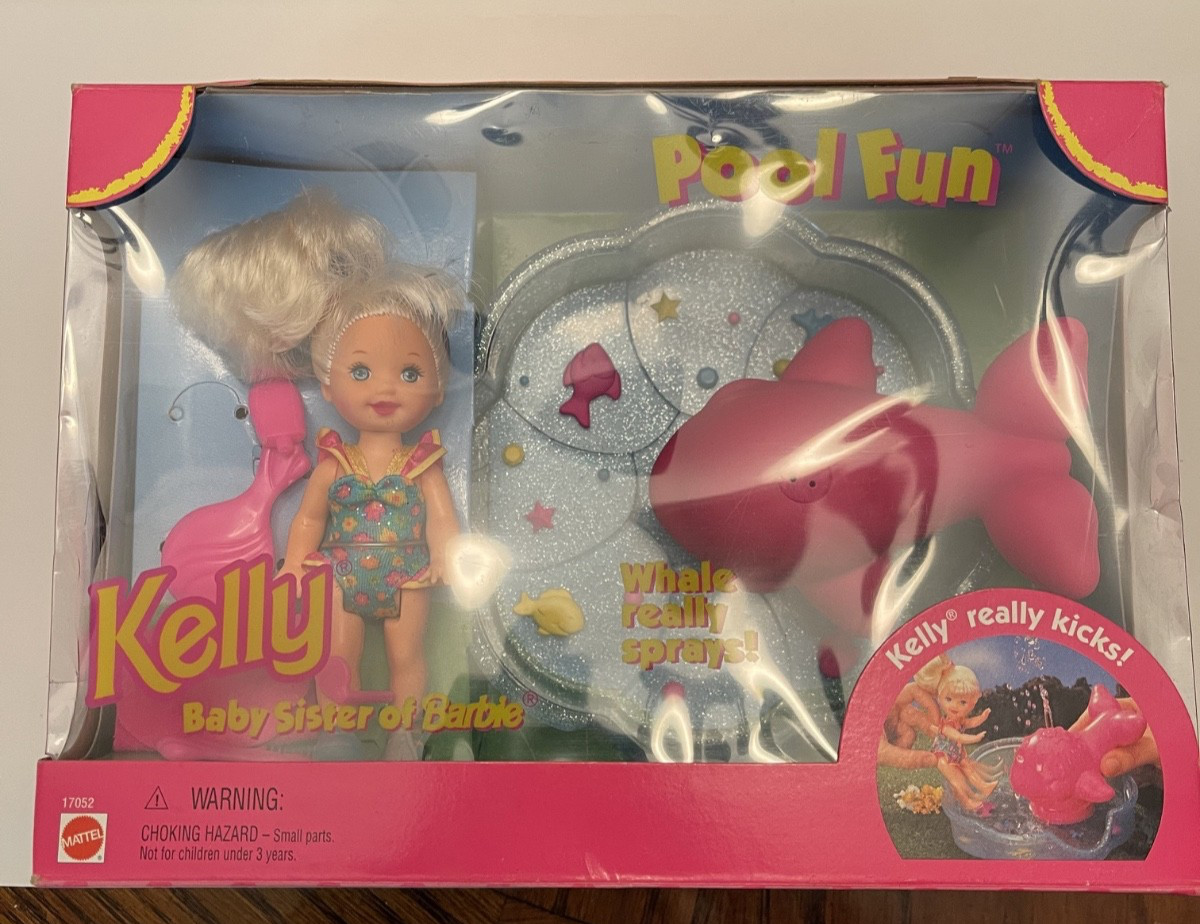 Pool Fun™
Kelly®
Baby Sister of Barbie®
Whale
really
sprays!
Kelly® really kicks!
17052
MATTEL®
WARNING:
CHOKING HAZARD – Small parts.
Not for children under 3 years.